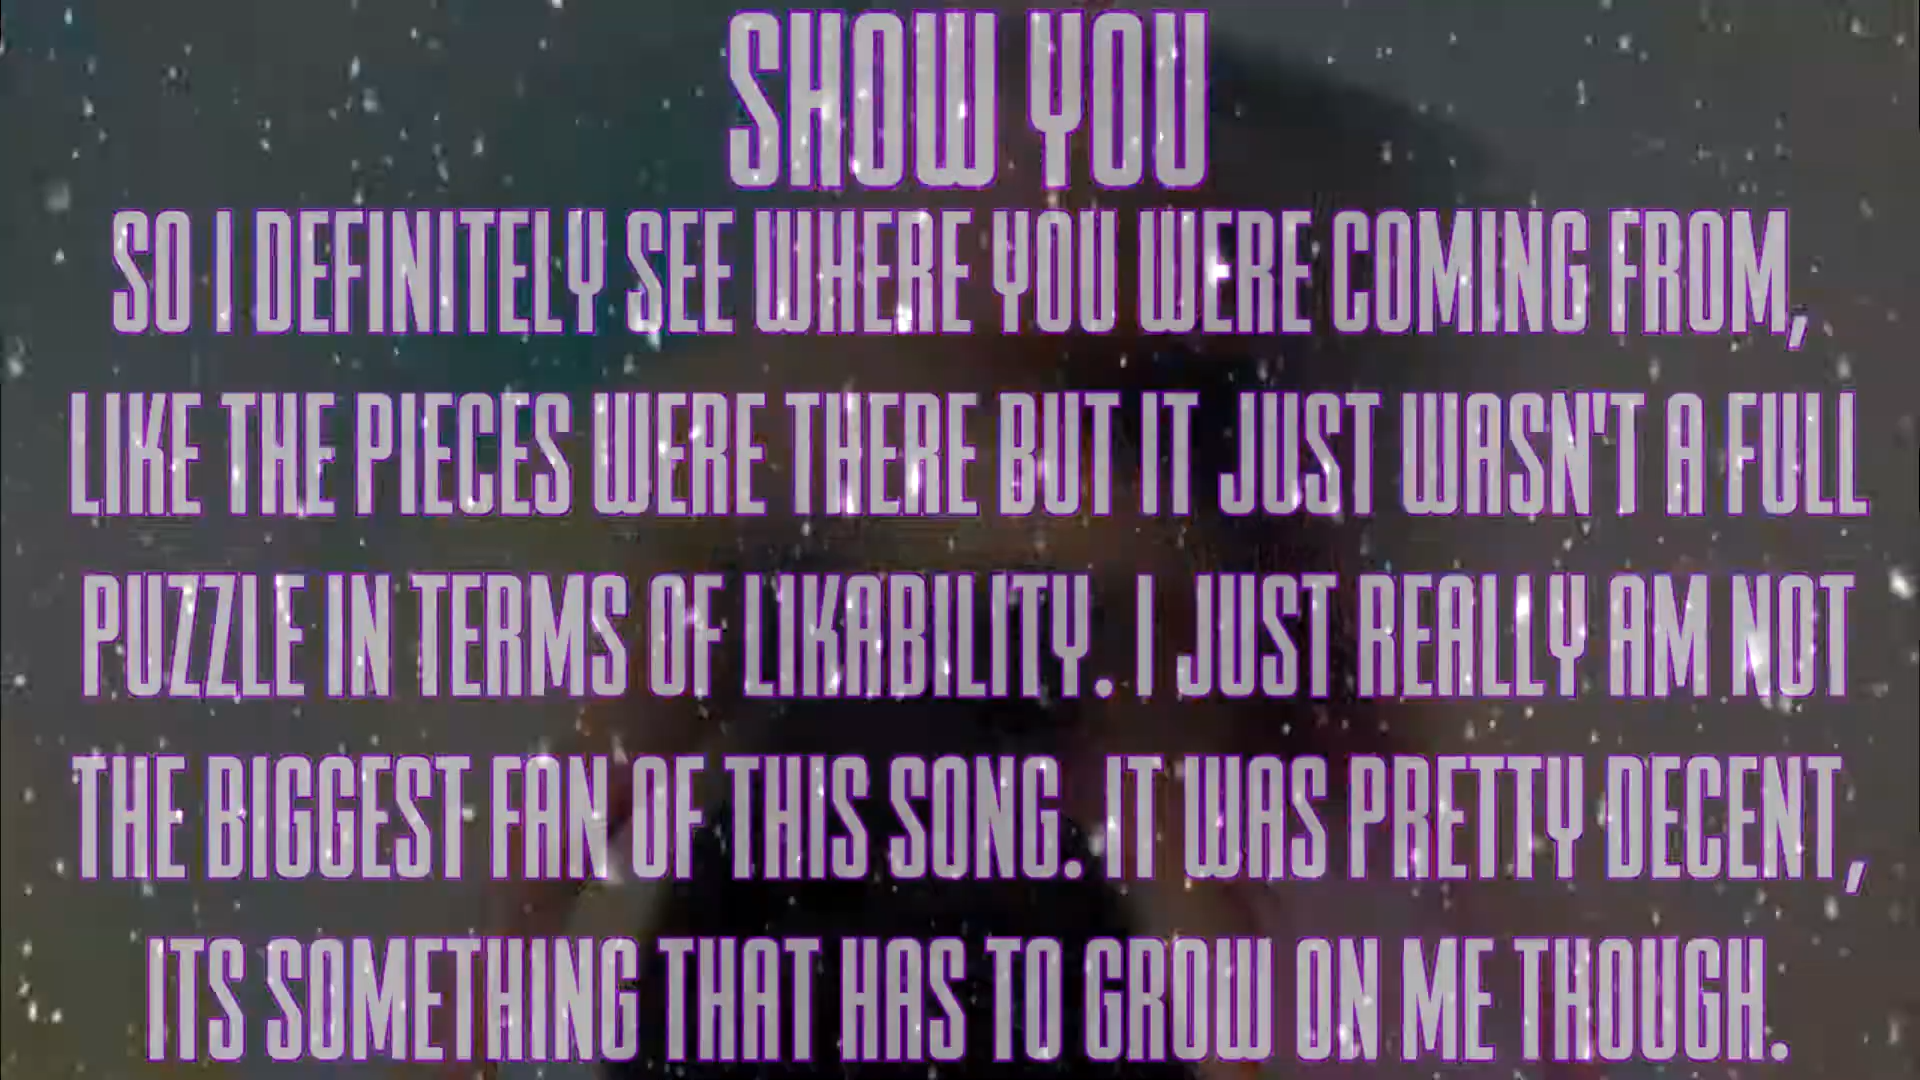 SHOW YOU
SO I DEFINITELY SEE WHERE YOU WERE COMING FROM,
LIKE THE PIECES WERE THERE BUT IT JUST WASN'T A FULL
PUZZLE IN TERMS OF LIKABILITY. I JUST REALLY AM NOT
THE BIGGEST FAN OF THIS SONG. IT WAS PRETTY DECENT,
ITS SOMETHING THAT HAS TO GROW ON ME THOUGH.